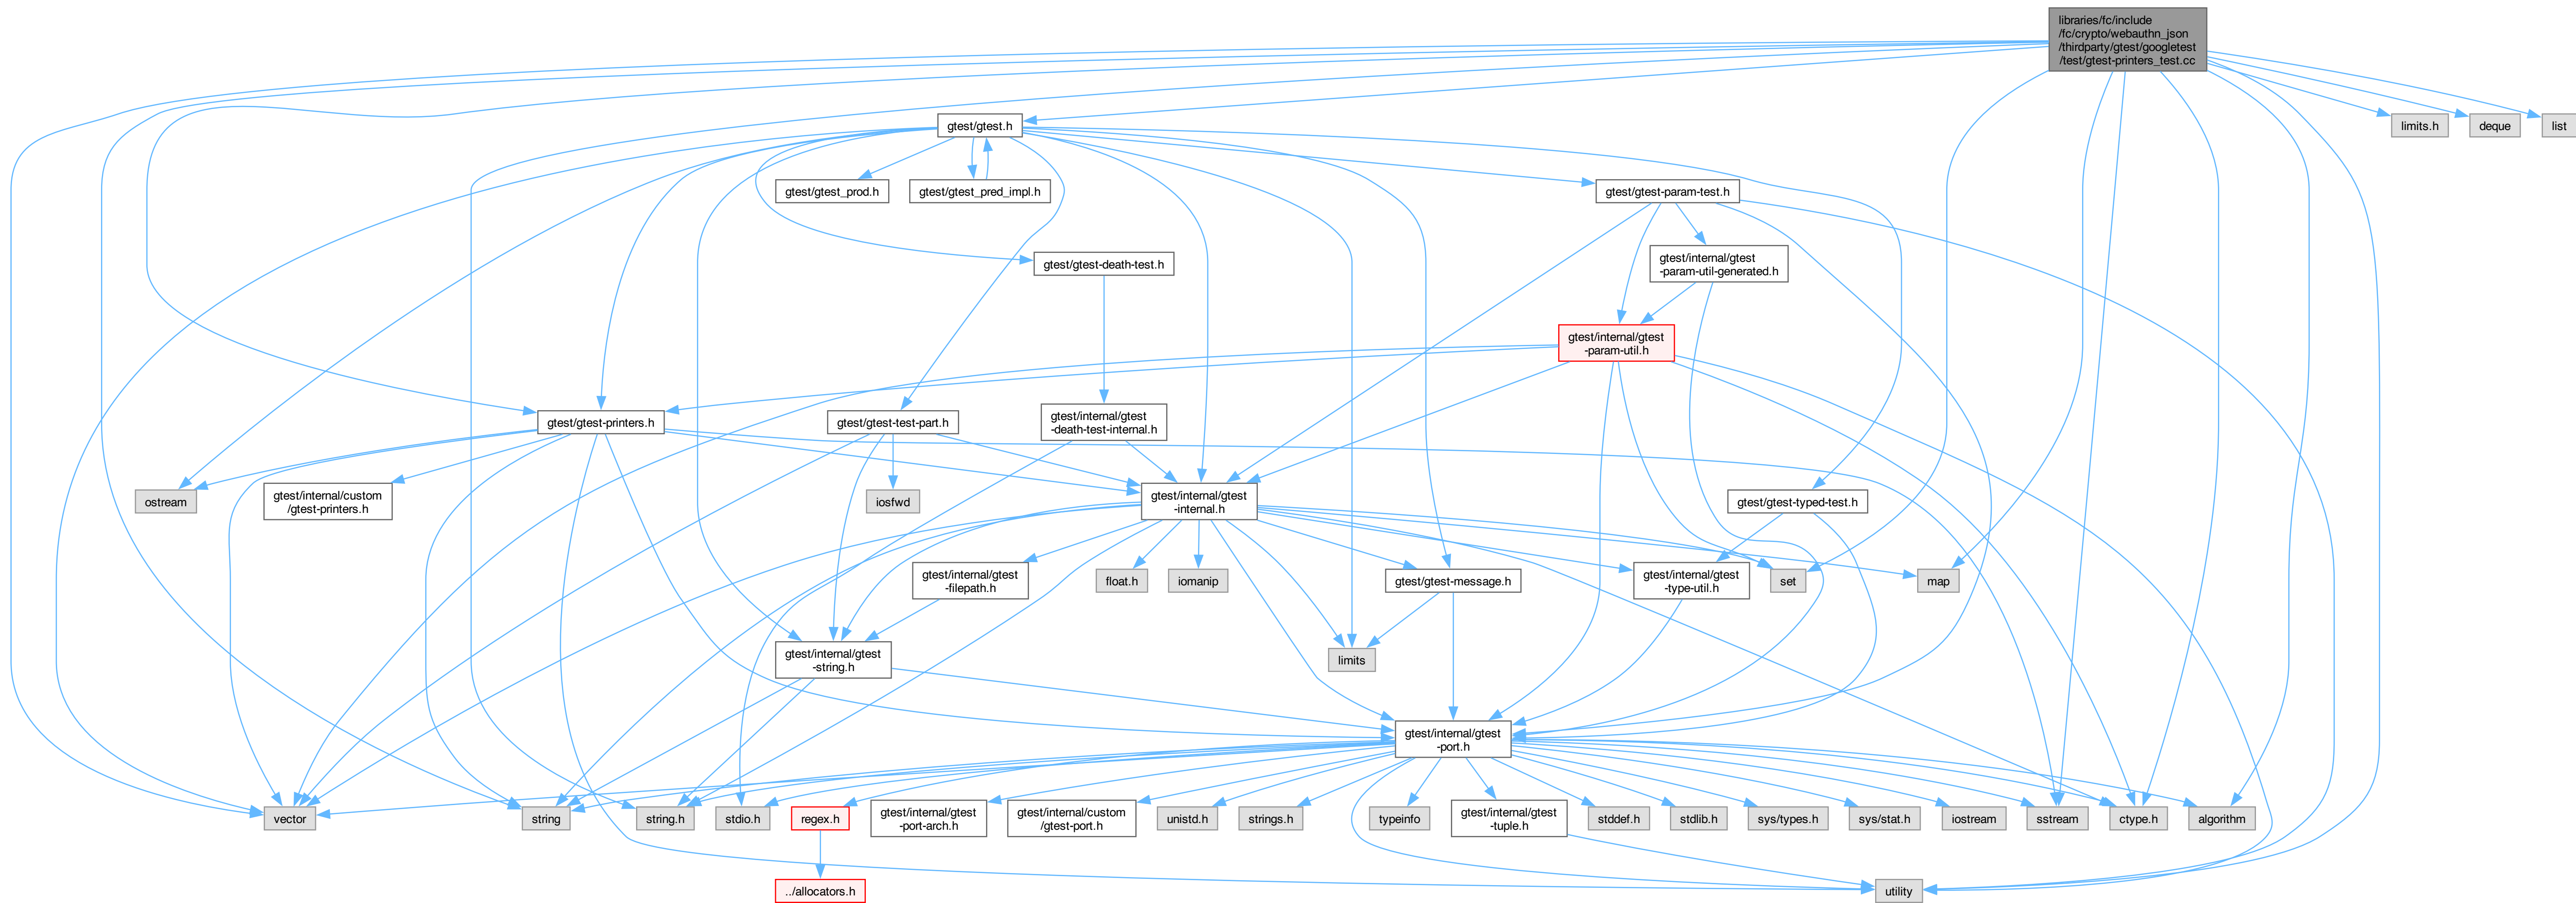 libraries/fc/include
/fc/crypto/webauthn_json
/thirdparty/gtest/googletest
/test/gtest-printers_test.cc
gtest/gtest.h
limits.h
deque
list
gtest/gtest_prod.h
gtest/gtest_pred_impl.h
gtest/gtest-param-test.h
gtest/gtest-death-test.h
gtest/internal/gtest
-param-util-generated.h
gtest/internal/gtest
-param-util.h
gtest/gtest-printers.h
gtest/gtest-test-part.h
gtest/internal/gtest
-death-test-internal.h
ostream
gtest/internal/custom
/gtest-printers.h
iosfwd
gtest/internal/gtest
-internal.h
gtest/gtest-typed-test.h
gtest/internal/gtest
-filepath.h
float.h
iomanip
gtest/gtest-message.h
gtest/internal/gtest
-type-util.h
set
map
gtest/internal/gtest
-string.h
limits
gtest/internal/gtest
-port.h
vector
string
string.h
stdio.h
regex.h
gtest/internal/gtest
-port-arch.h
gtest/internal/custom
/gtest-port.h
unistd.h
strings.h
typeinfo
gtest/internal/gtest
-tuple.h
stddef.h
stdlib.h
sys/types.h
sys/stat.h
iostream
sstream
ctype.h
algorithm
../allocators.h
utility